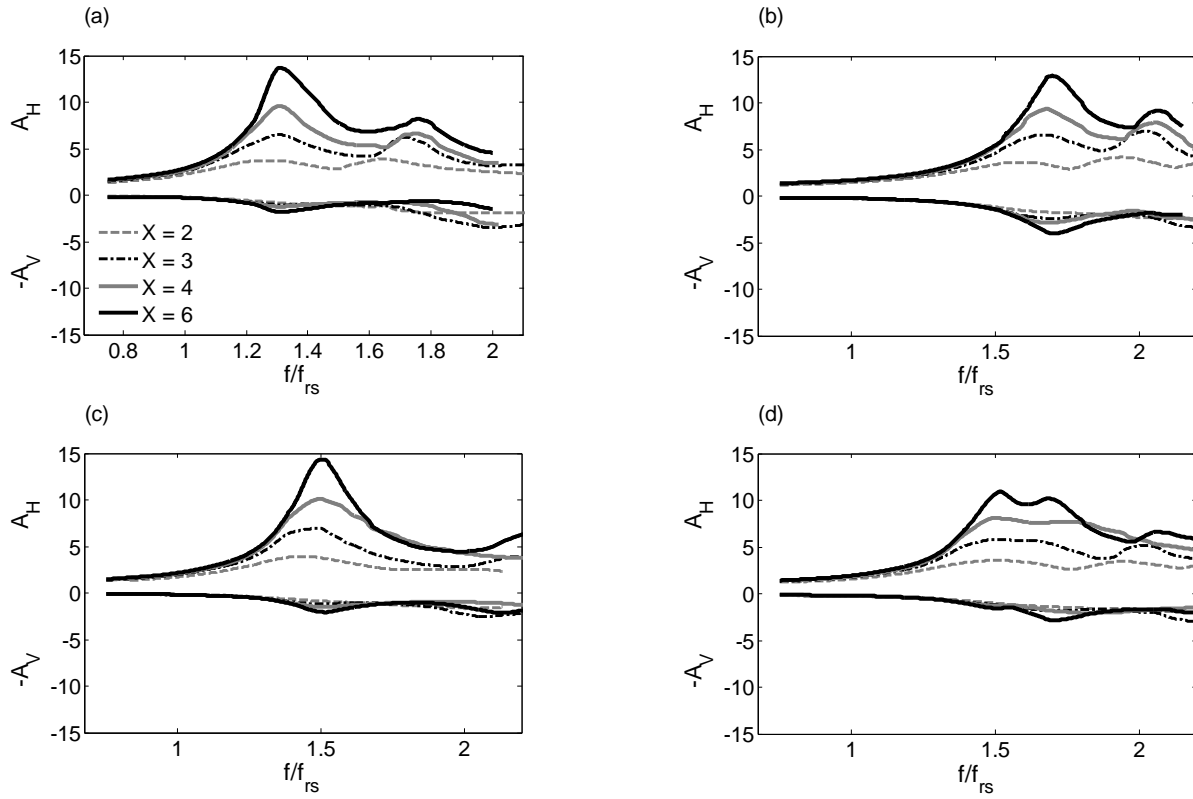 (a)
A_H
-A_V
15
10
5
0
-5
-10
-15
X = 2
X = 3
X = 4
X = 6
0.8 1 1.2 1.4 1.6 1.8 2
f/f_rs
(b)
A_H
-A_V
15
10
5
0
-5
-10
-15
1 1.5 2
f/f_rs
(c)
A_H
-A_V
15
10
5
0
-5
-10
-15
1 1.5 2
f/f_rs
(d)
A_H
-A_V
15
10
5
0
-5
-10
-15
1 1.5 2
f/f_rs